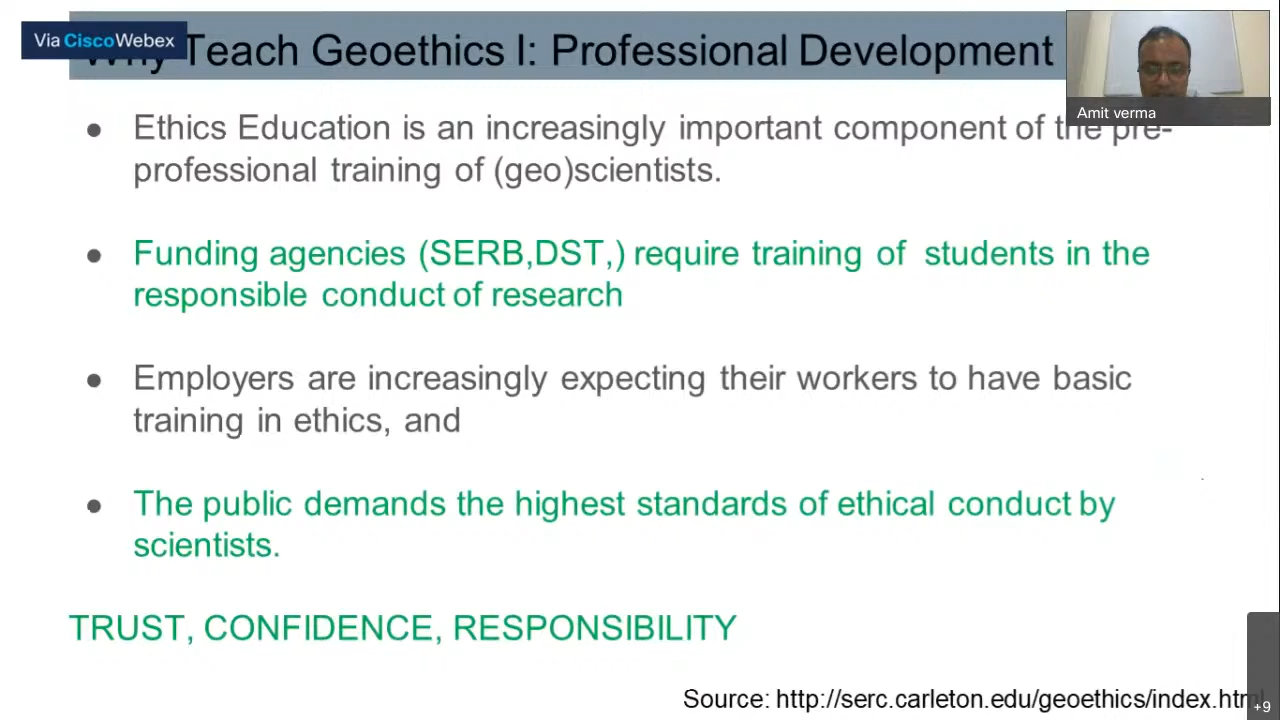 Via CiscoWebex
Why Teach Geoethics I: Professional Development
Amit verma
● Ethics Education is an increasingly important component of the pre-
professional training of (geo)scientists.
● Funding agencies (SERB,DST,) require training of students in the
responsible conduct of research
● Employers are increasingly expecting their workers to have basic
training in ethics, and
● The public demands the highest standards of ethical conduct by
scientists.
TRUST, CONFIDENCE, RESPONSIBILITY
Source: http://serc.carleton.edu/geoethics/index.html
+9